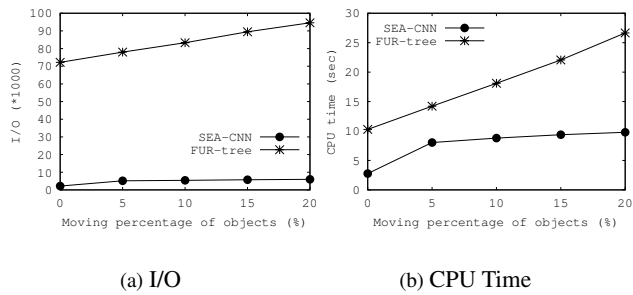 100
90
80
70
60
50
40
30
20
10
0
I/O (*1000)
SEA-CNN
FUR-tree
0 5 10 15 20
Moving percentage of objects (%)
(a) I/O
30
25
20
15
10
5
0
CPU time (sec)
SEA-CNN
FUR-tree
0 5 10 15 20
Moving percentage of objects (%)
(b) CPU Time